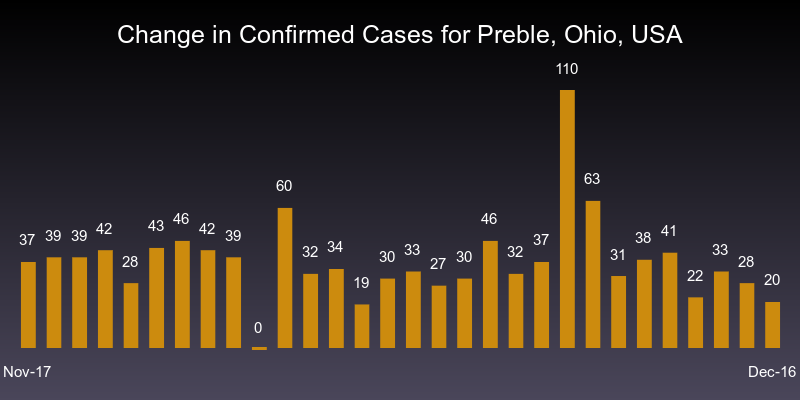 Change in Confirmed Cases for Preble, Ohio, USA
37 39 39 42 28 43 46 42 39 0 60 32 34 19 30 33 27 30 46 32 37 110 63 31 38 41 22 33 28 20
Nov-17 Dec-16